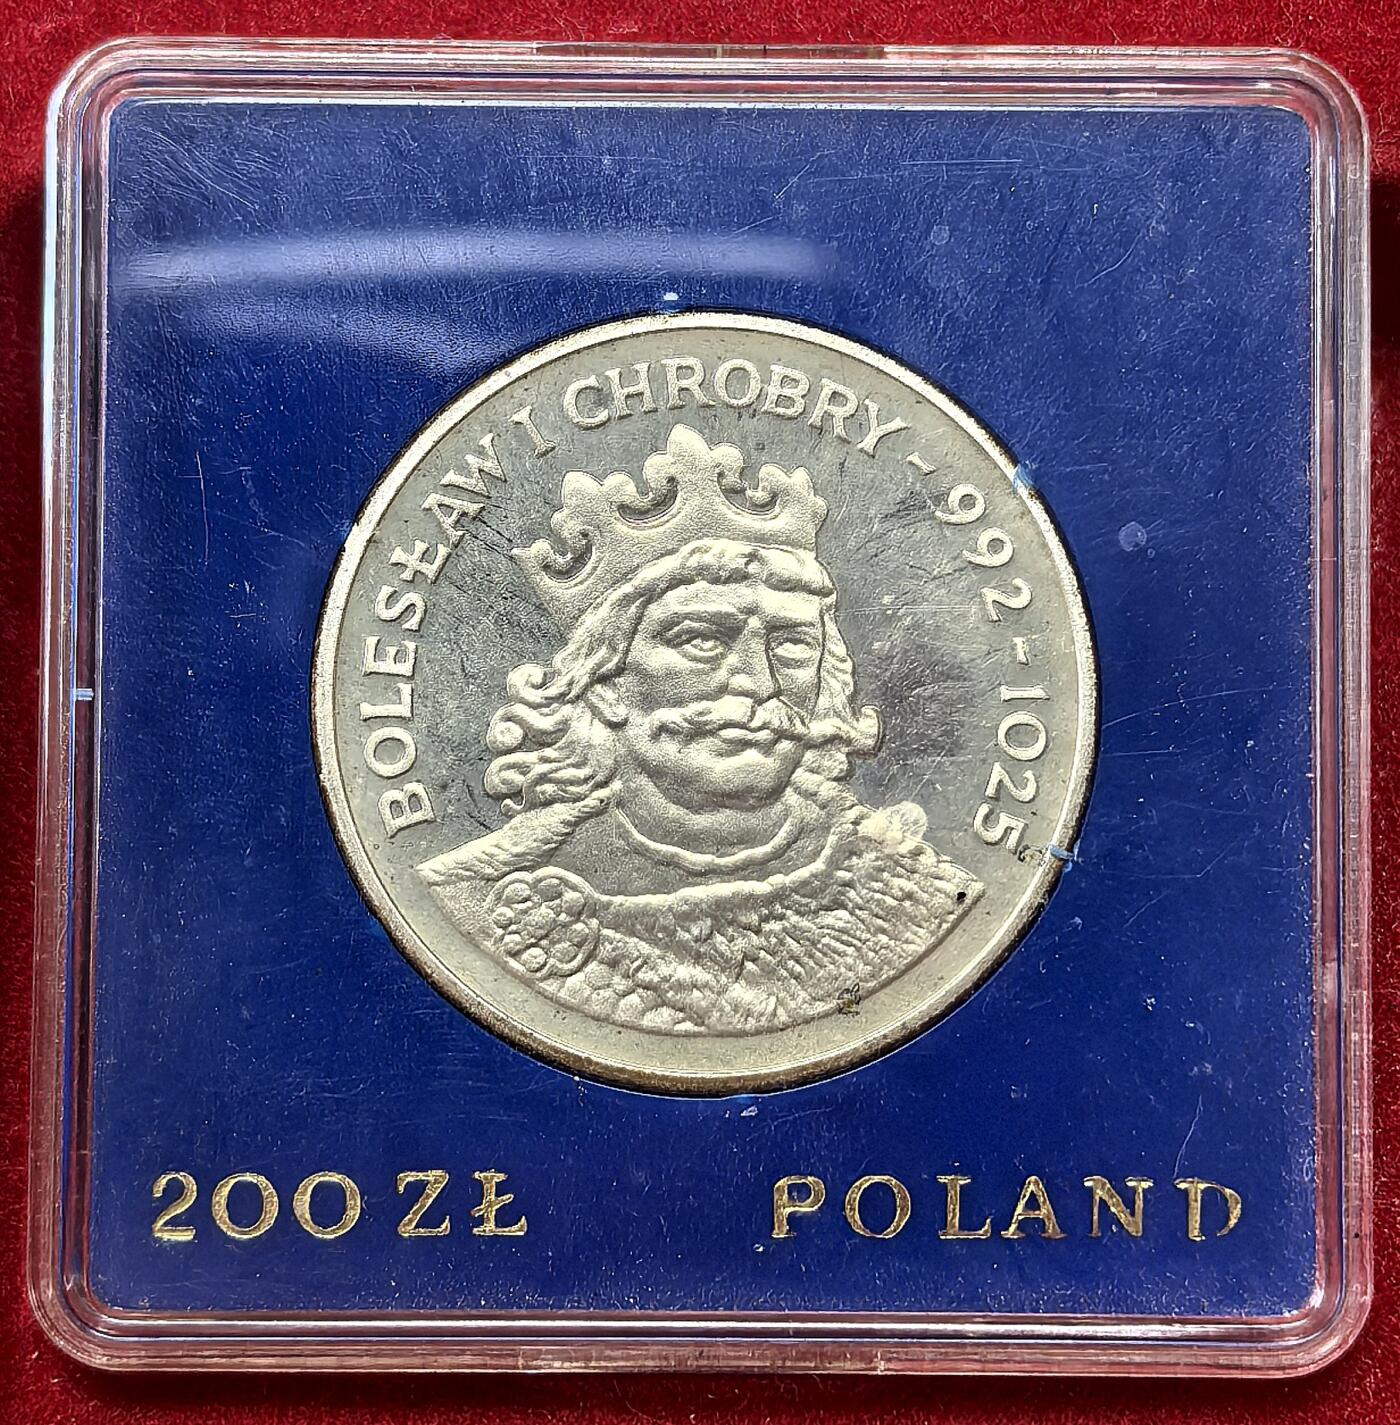 BOLESŁAW I CHROBRY - 992 - 1025
200 ZŁ POLAND